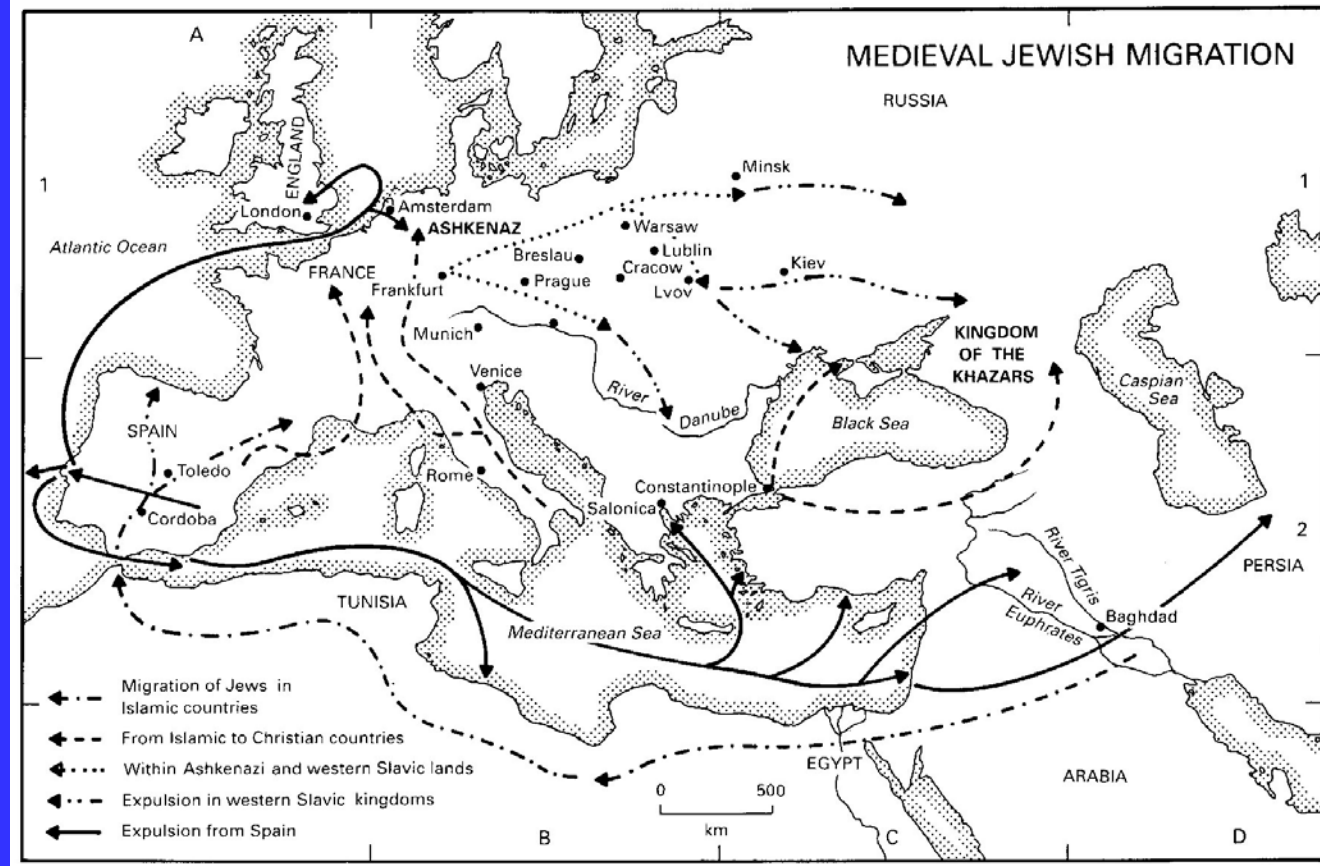 A
MEDIEVAL JEWISH MIGRATION
RUSSIA
ENGLAND
1
Minsk
1
London
Amsterdam
ASHKENAZ
Warsaw
Atlantic Ocean
Lublin
Breslau
Kiev
FRANCE
Cracow
Prague
Frankfurt
Lvov
Munich
KINGDOM
OF THE
KHAZARS
Venice
River
Danube
Caspian
Sea
Black Sea
SPAIN
Toledo
Rome
Constantinople
Salonica
Cordoba
2
River Tigris
PERSIA
TUNISIA
River
Euphrates
Baghdad
Mediterranean Sea
Migration of Jews in
Islamic countries
From Islamic to Christian countries
Within Ashkenazi and western Slavic lands
Expulsion in western Slavic kingdoms
Expulsion from Spain
EGYPT
ARABIA
0 500
km
B
C
D